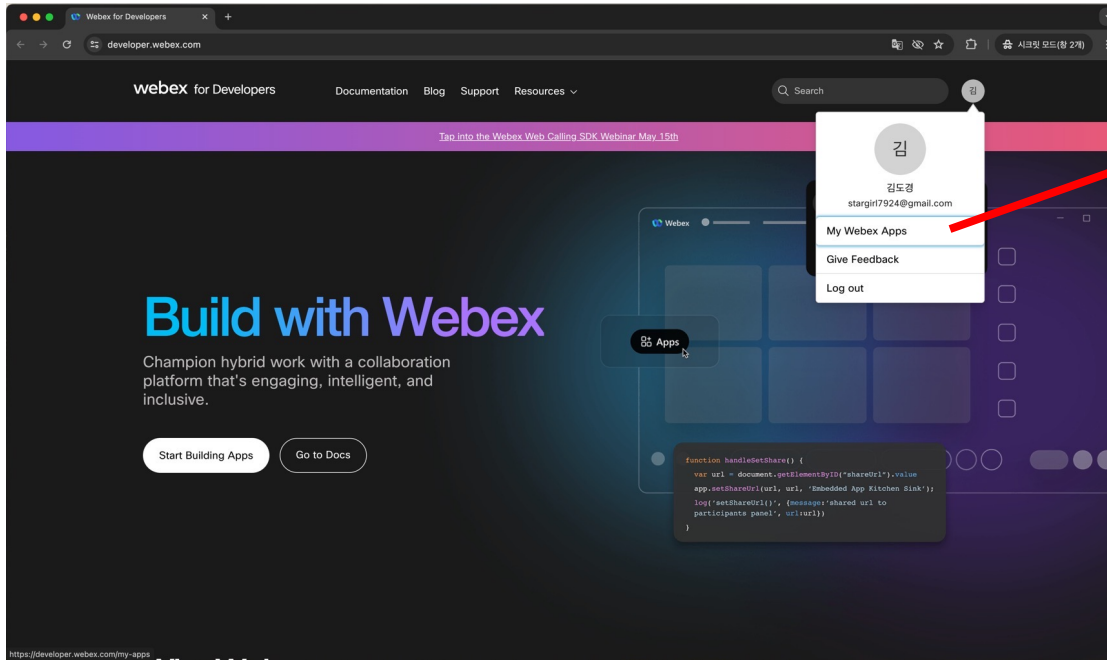 Webex for Developers
developer.webex.com
시크릿 모드(창 2개)
webex for Developers
Documentation
Blog
Support
Resources
Search
김
Tap into the Webex Web Calling SDK Webinar May 15th
김
김도경
stargirl7924@gmail.com
My Webex Apps
Give Feedback
Log out
Webex
Build with Webex
Apps
Champion hybrid work with a collaboration
platform that's engaging, intelligent, and
inclusive.
Start Building Apps
Go to Docs
function handleSetShare() {
var url = document.getElementByID("shareUrl").value
app.setShareUrl(url, url, 'Embedded App Kitchen Sink');
log('setShareUrl()', {message:'shared url to
participants panel', url:url})
}
https://developer.webex.com/my-apps